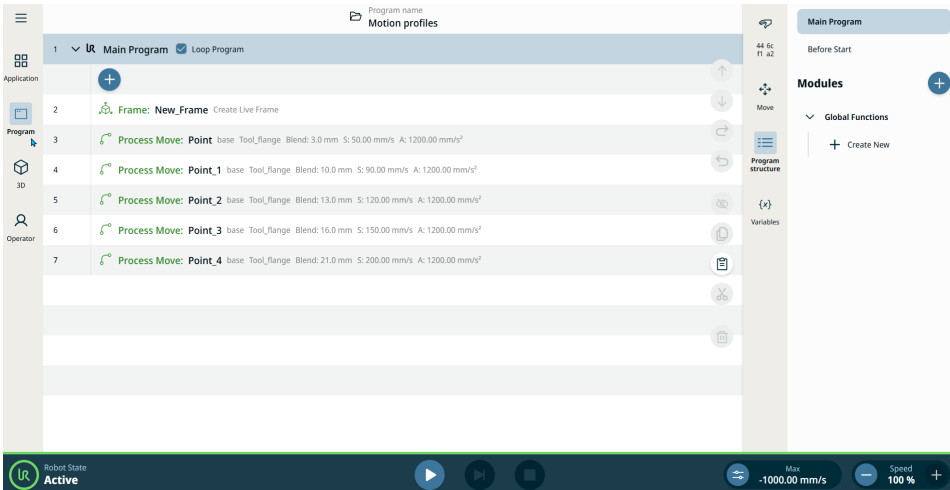 Program name
Motion profiles
Application
Program
3D
Operator
1 UR Main Program Loop Program
2 Frame: New_Frame Create Live Frame
3 Process Move: Point base Tool_flange Blend: 3.0 mm S: 50.00 mm/s A: 1200.00 mm/s²
4 Process Move: Point_1 base Tool_flange Blend: 10.0 mm S: 90.00 mm/s A: 1200.00 mm/s²
5 Process Move: Point_2 base Tool_flange Blend: 13.0 mm S: 120.00 mm/s A: 1200.00 mm/s²
6 Process Move: Point_3 base Tool_flange Blend: 16.0 mm S: 150.00 mm/s A: 1200.00 mm/s²
7 Process Move: Point_4 base Tool_flange Blend: 21.0 mm S: 200.00 mm/s A: 1200.00 mm/s²
44 6c
f1 a2
Move
Program
structure
{x}
Variables
Main Program
Before Start
Modules
Global Functions
Create New
UR
Robot State
Active
Max
-1000.00 mm/s
Speed
100 %